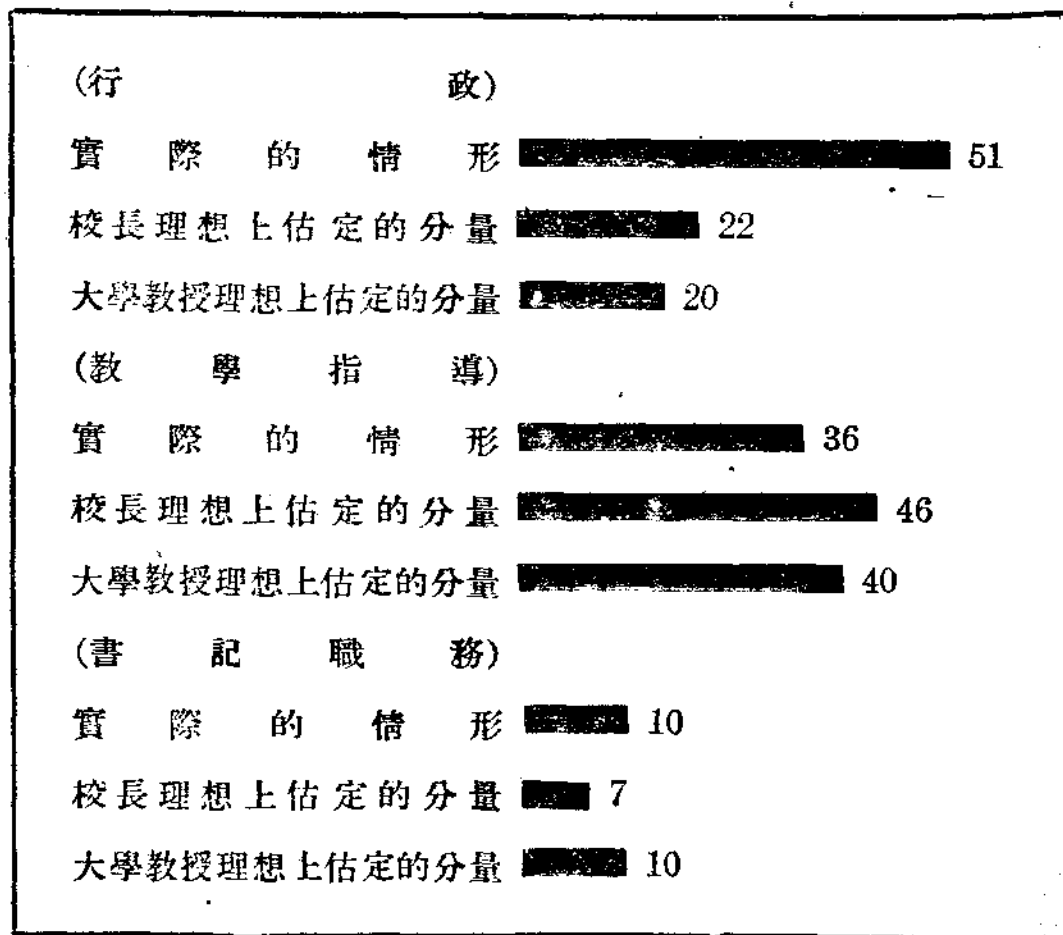 (行政)
實際的情形 51
校長理想上估定的分量 22
大學教授理想上估定的分量 20
(教學指導)
實際的情形 36
校長理想上估定的分量 46
大學教授理想上估定的分量 40
(書記職務)
實際的情形 10
校長理想上估定的分量 7
大學教授理想上估定的分量 10